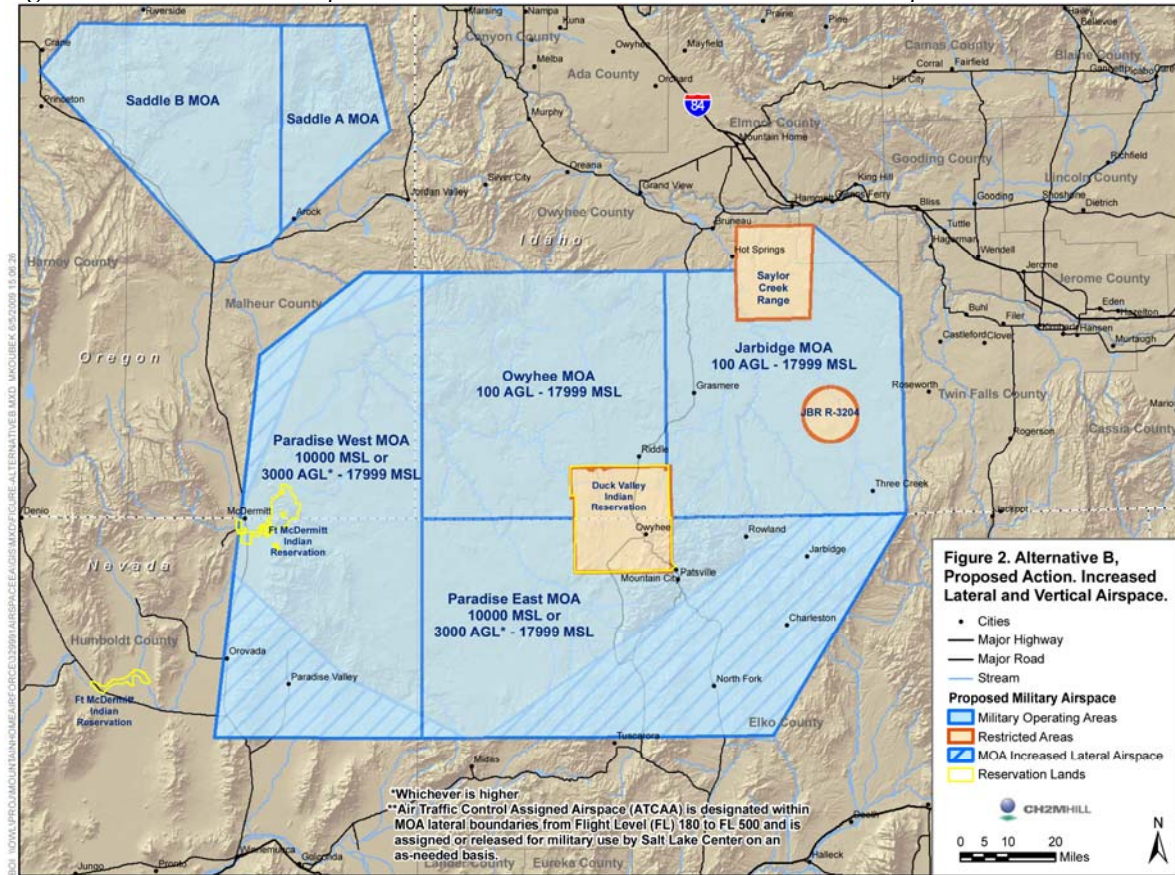 Riverside
Crane
Princeton
Saddle B MOA
Saddle A MOA
Arock
Harney County
Malheur County
Oregon
Marsing
Nampa
Kuna
Canyon County
Melba
Ada County
Murphy
Owyhee
Mayfield
Orchard
Prairie
Pine
84
Elmore County
Mountain Home
Camas County
Corral
Fairfield
Hill City
Hailey
Bellevue
Blaine County
Gannett
Picabo
Gooding County
Richfield
Lincoln County
King Hill
Hammett
Glenns Ferry
Bliss
Gooding
Shoshone
Dietrich
Tuttle
Hagerman
Wendell
Jerome
Jerome County
Eden
Hazelton
Buhl
Filer
Kimberly
Hansen
Murtaugh
Castleford
Clover
Oreana
Silver City
Jordan Valley
Grand View
Owyhee County
Bruneau
Idaho
Hot Springs
Saylor
Creek
Range
Jarbidge MOA
100 AGL - 17999 MSL
Owyhee MOA
100 AGL - 17999 MSL
Grasmere
Roseworth
Twin Falls County
JBR R-3204
Cassia County
Rogerson
Paradise West MOA
10000 MSL or
3000 AGL* - 17999 MSL
Riddle
Duck Valley
Indian
Reservation
Owyhee
Three Creek
Rowland
Jarbidge
Jackpot
Denio
McDermitt
Ft McDermitt
Indian
Reservation
Nevada
Mountain City
Patsville
Paradise East MOA
10000 MSL or
3000 AGL* - 17999 MSL
Charleston
Humboldt County
Orovada
Paradise Valley
North Fork
Elko County
Ft McDermitt
Indian
Reservation
Tuscarora
Midas
*Whichever is higher
**Air Traffic Control Assigned Airspace (ATCAA) is designated within
MOA lateral boundaries from Flight Level (FL) 180 to FL 500 and is
assigned or released for military use by Salt Lake Center on an
as-needed basis.
Winnemucca
Golconda
Jungo
Pronto
Lander County
Eureka County
Halleck
Deeth
Figure 2. Alternative B,
Proposed Action. Increased
Lateral and Vertical Airspace.
Cities
Major Highway
Major Road
Stream
Proposed Military Airspace
Military Operating Areas
Restricted Areas
MOA Increased Lateral Airspace
Reservation Lands
CH2MHILL
N
0 5 10 20
Miles